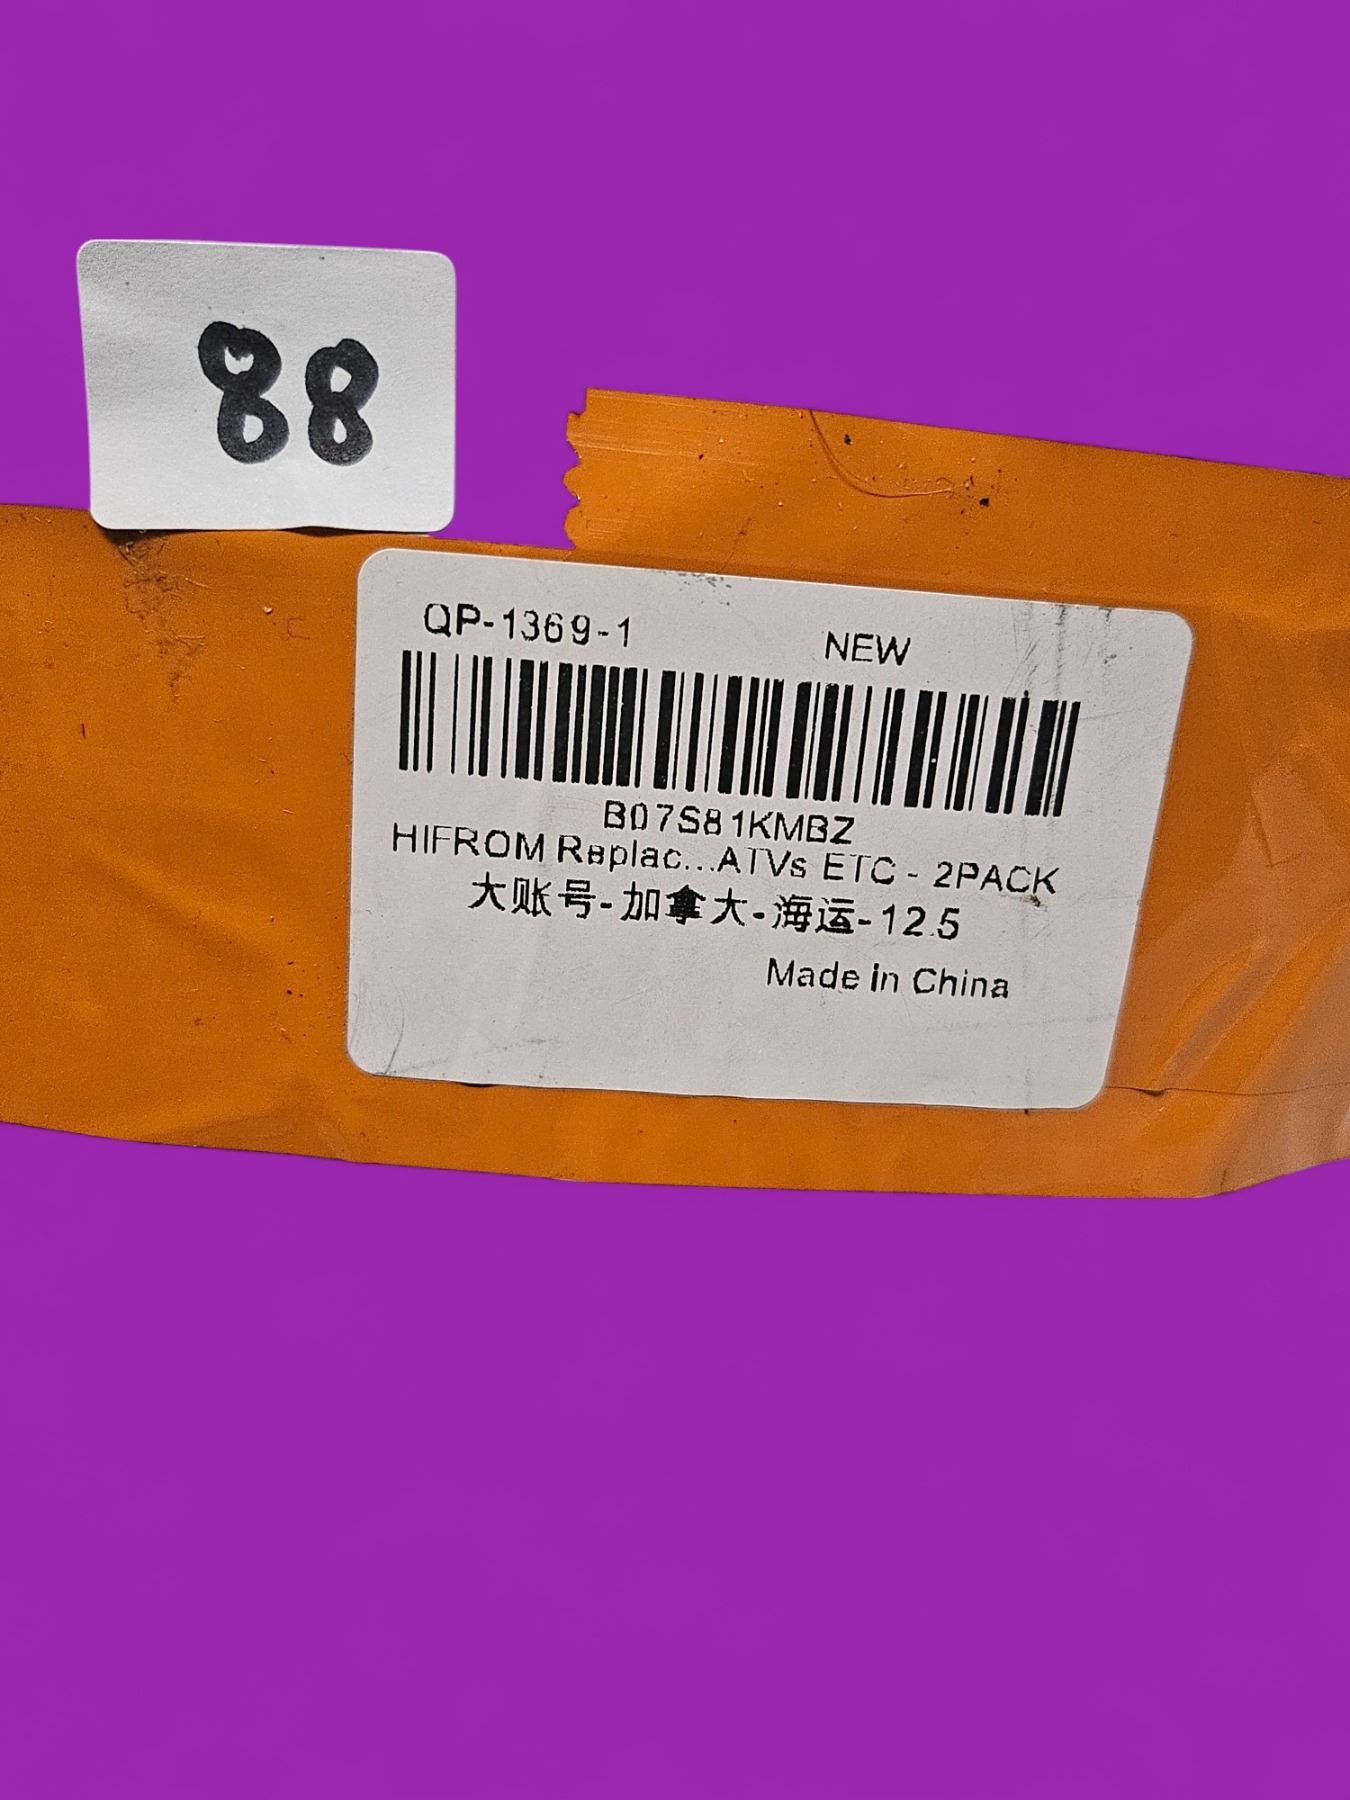 88
QP-1369-1
NEW
B07S81KMBZ
HIFROM Replac...ATVs ETC - 2PACK
大账号-加拿大-海运-12.5
Made in China